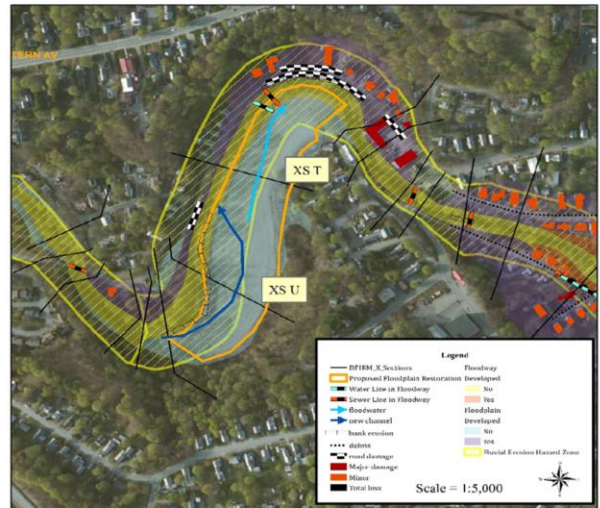 XS T
XS U
Legend
DFIRM_X_Sections
Proposed Floodplain Restoration
Water Line in Floodway
Sewer Line in Floodway
floodwater
new channel
bank erosion
debris
road damage
Major damage
Minor
Total loss
Floodway
Developed
No
Yes
Floodplain
Developed
No
Yes
Fluvial Erosion Hazard Zone
Scale = 1:5,000